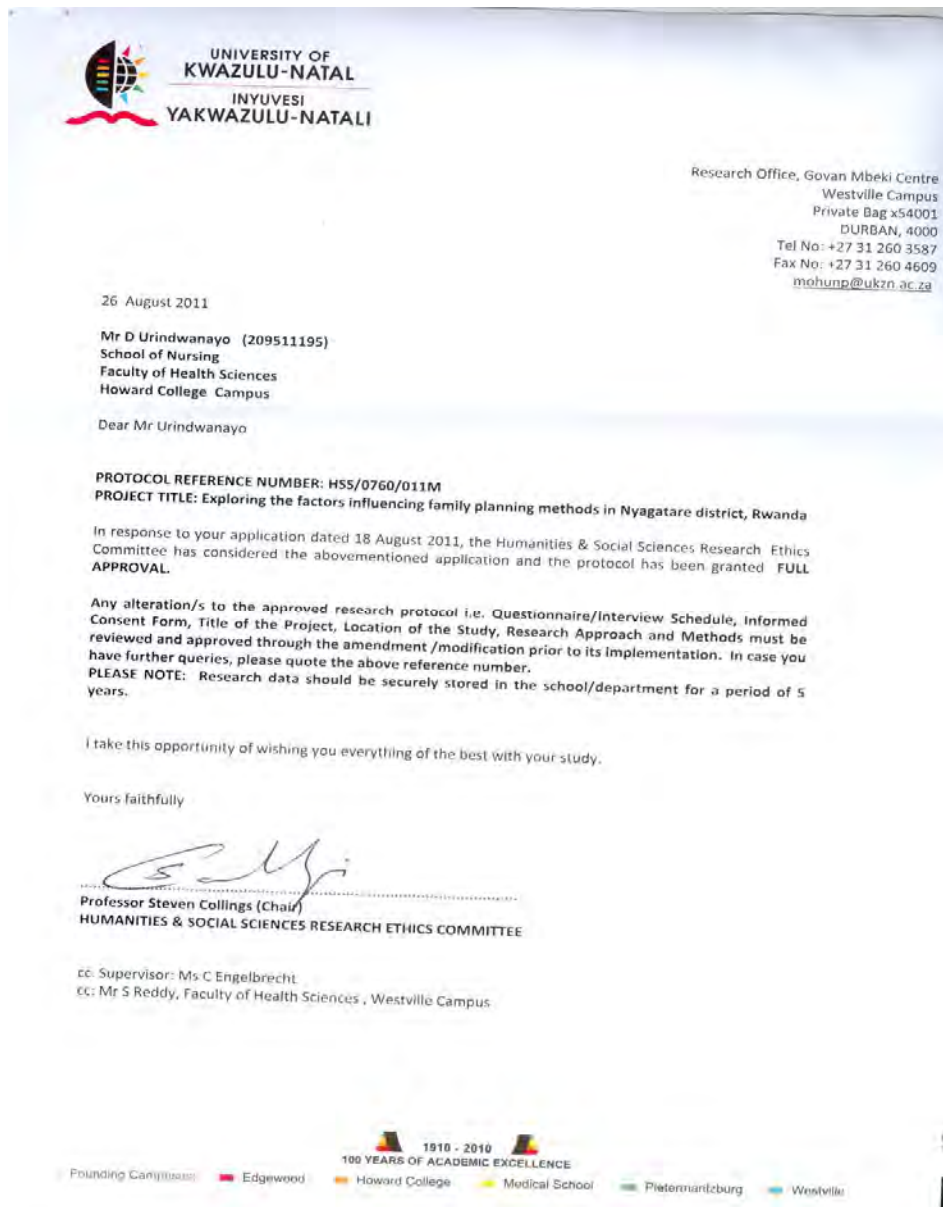 UNIVERSITY OF
KWAZULU-NATAL
INYUVESI
YAKWAZULU-NATALI
Research Office, Govan Mbeki Centre
Westville Campus
Private Bag x54001
DURBAN, 4000
Tel No: +27 31 260 3587
Fax No: +27 31 260 4609
mohunp@ukzn.ac.za
26 August 2011
Mr D Urindwanayo (209511195)
School of Nursing
Faculty of Health Sciences
Howard College Campus
Dear Mr Urindwanayo
PROTOCOL REFERENCE NUMBER: HSS/0760/011M
PROJECT TITLE: Exploring the factors influencing family planning methods in Nyagatare district, Rwanda
In response to your application dated 18 August 2011, the Humanities & Social Sciences Research Ethics
Committee has considered the abovementioned application and the protocol has been granted FULL
APPROVAL.
Any alteration/s to the approved research protocol i.e. Questionnaire/Interview Schedule, Informed
Consent Form, Title of the Project, Location of the Study, Research Approach and Methods must be
reviewed and approved through the amendment /modification prior to its implementation. In case you
have further queries, please quote the above reference number.
PLEASE NOTE: Research data should be securely stored in the school/department for a period of 5
years.
I take this opportunity of wishing you everything of the best with your study.
Yours faithfully
Professor Steven Collings (Chair)
HUMANITIES & SOCIAL SCIENCES RESEARCH ETHICS COMMITTEE
cc: Supervisor: Ms C Engelbrecht
cc: Mr S Reddy, Faculty of Health Sciences , Westville Campus
1910 - 2010
100 YEARS OF ACADEMIC EXCELLENCE
Founding Campuses: Edgewood Howard College Medical School Pietermaritzburg Westville